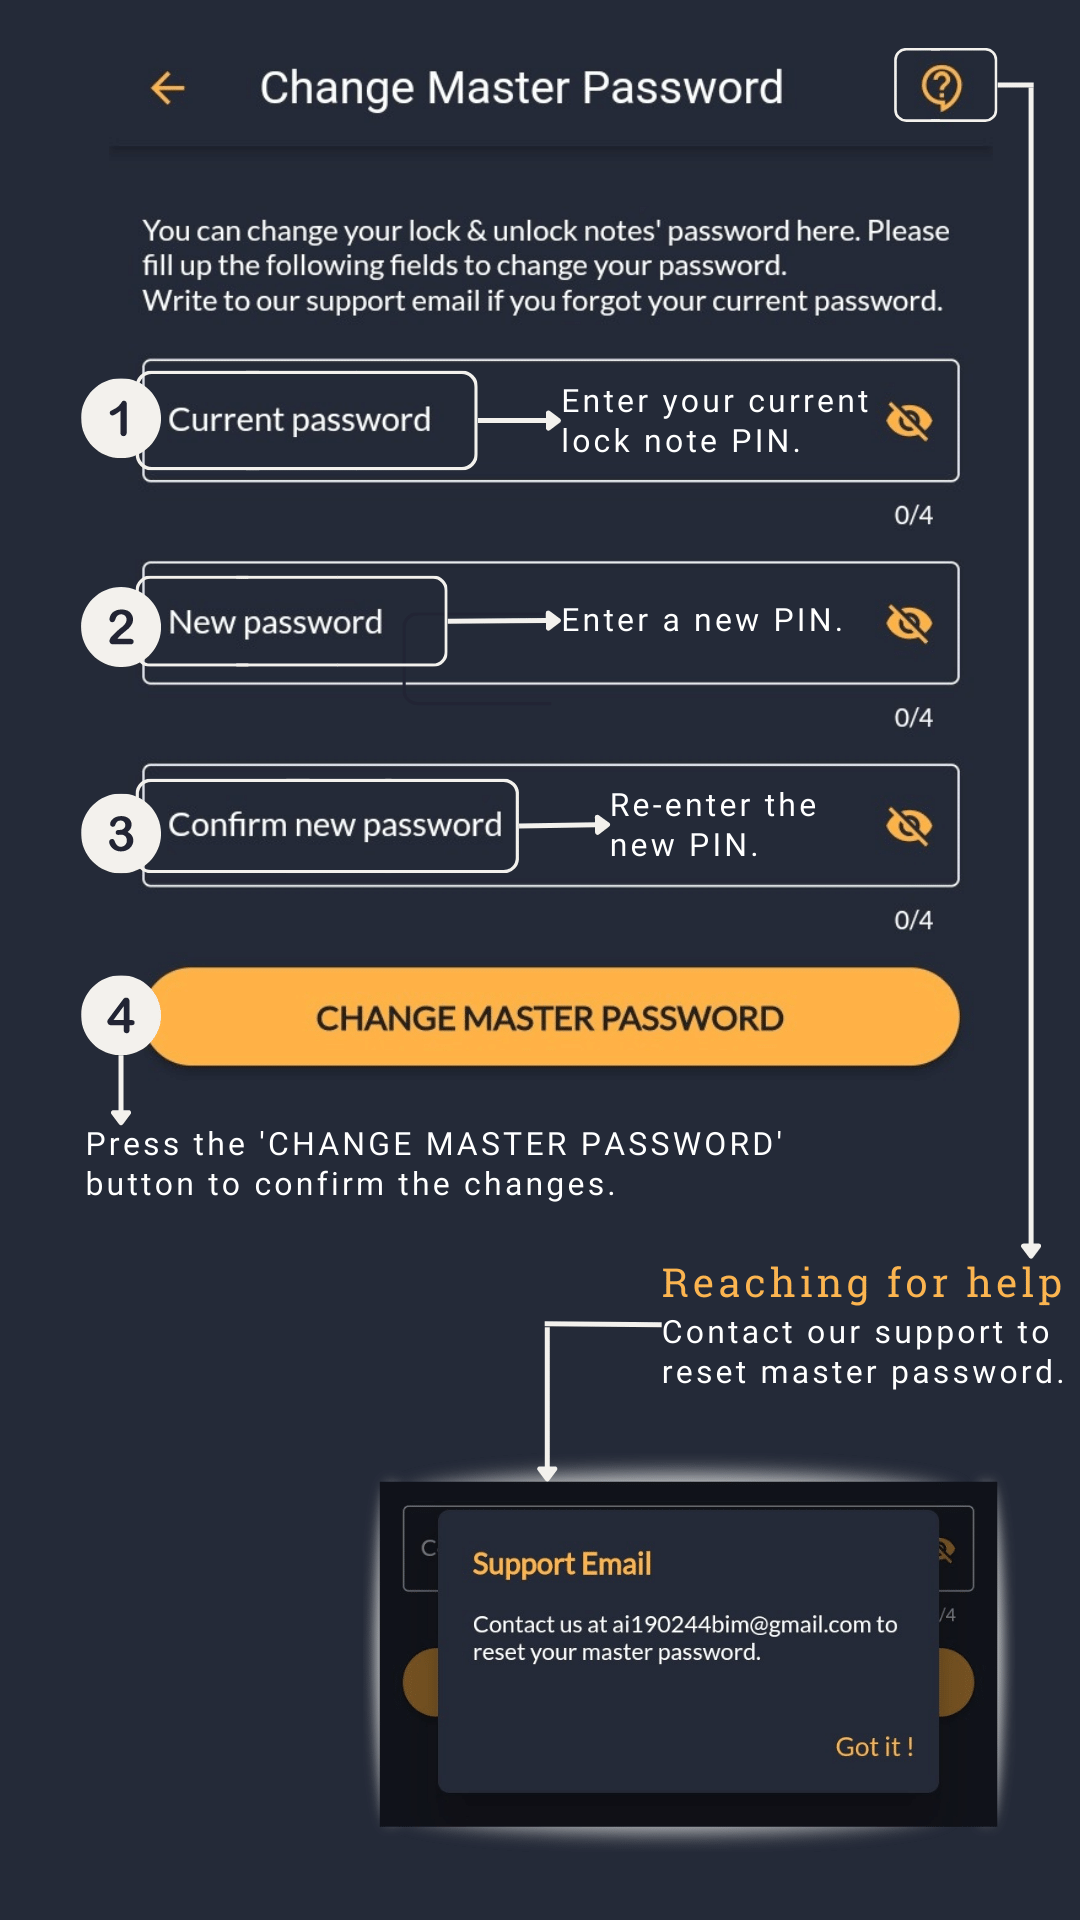 Change Master Password
You can change your lock & unlock notes' password here. Please
fill up the following fields to change your password.
Write to our support email if you forgot your current password.
1
Current password
Enter your current
lock note PIN.
0/4
2
New password
Enter a new PIN.
0/4
3
Confirm new password
Re-enter the
new PIN.
0/4
4
CHANGE MASTER PASSWORD
Press the 'CHANGE MASTER PASSWORD'
button to confirm the changes.
Reaching for help
Contact our support to
reset master password.
C
Support Email
Contact us at ai190244bim@gmail.com to
/4
reset your master password.
Got it !